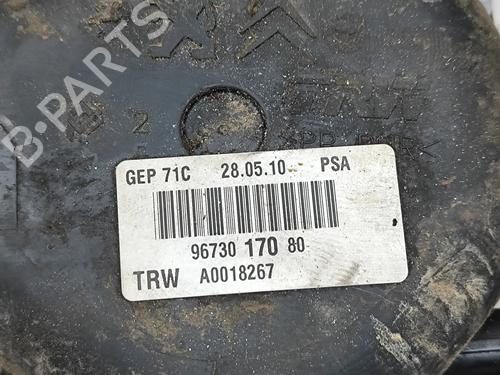 B-PARTS
GEP 71C 28.05.10 PSA
96730 170 80
TRW A0018267